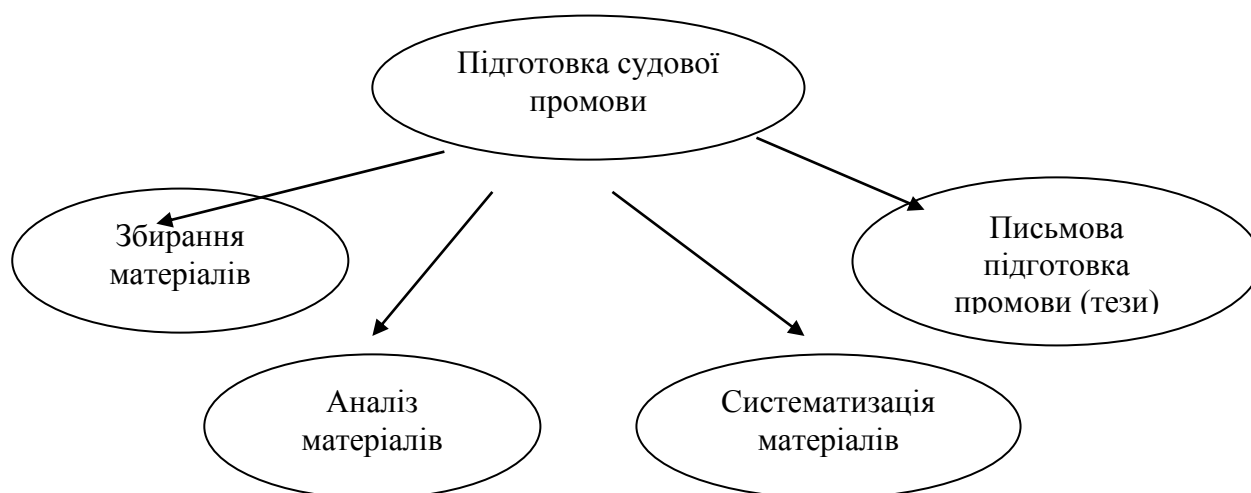 Підготовка судової
промови
Збирання
матеріалів
Письмова
підготовка
промови (тези)
Аналіз
матеріалів
Систематизація
матеріалів